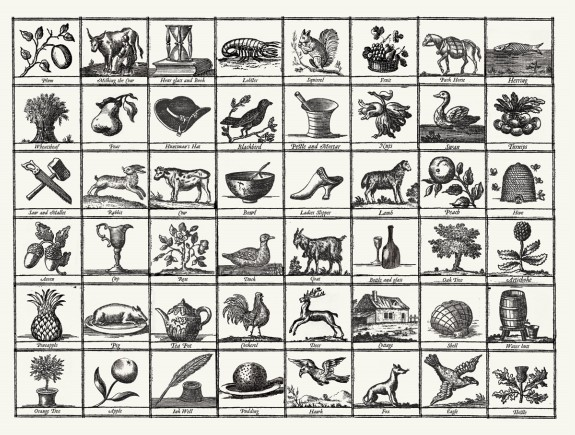 Plum
Milking the Cow
Hour glass and Book
Lobster
Squirrel
Fruit
Pack Horse
Herring
Wheatsheaf
Pear
Huntsman's Hat
Blackbird
Pestle and Mortar
Nuts
Swan
Turnips
Saw and Mallet
Rabbit
Cow
Bowl
Ladies Slipper
Lamb
Peach
Hive
Acorn
Cup
Rose
Duck
Goat
Bottle and glass
Oak Tree
Artichoke
Pineapple
Pig
Tea Pot
Cockerel
Deer
Cottage
Shell
Water butt
Orange Tree
Apple
Ink Well
Pudding
Hawk
Fox
Eagle
Thistle